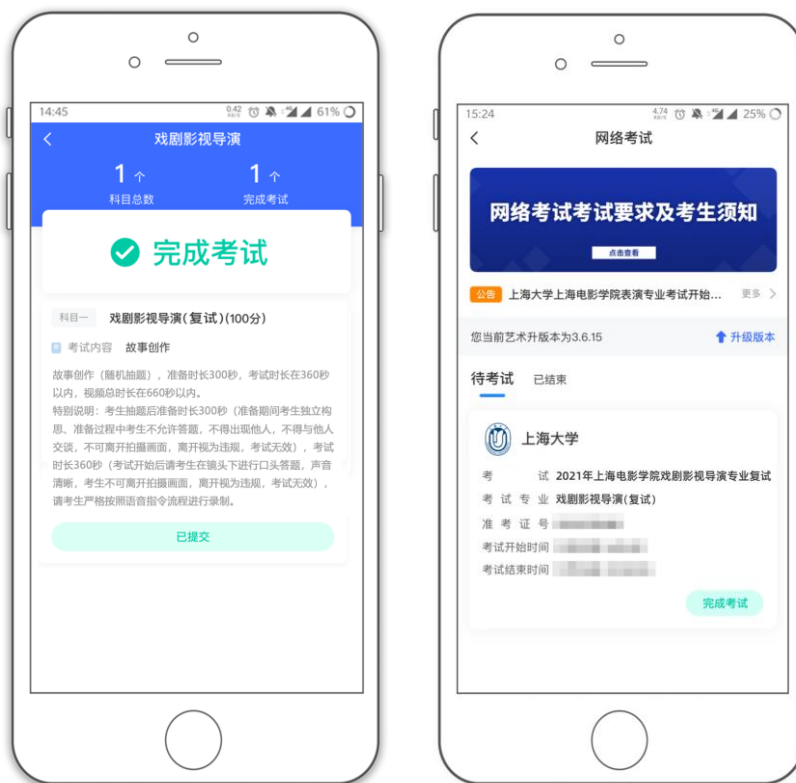 14:45
0.42
KB/S
4G
61%
戏剧影视导演
1 个
1 个
科目总数
完成考试
完成考试
科目一
戏剧影视导演(复试)(100分)
考试内容 故事创作
故事创作（随机抽题），准备时长300秒，考试时长在360秒
以内，视频总时长在660秒以内。
特别说明：考生抽题后准备时长300秒（准备期间考生独立构
思、准备过程中考生不允许答题，不得出现他人，不得与他人
交谈，不可离开拍摄画面，离开视为违规，考试无效），考试
时长360秒（考试开始后请考生在镜头下进行口头答题，声音
清晰，考生不可离开拍摄画面，离开视为违规，考试无效），
请考生严格按照语音指令流程进行录制。
已提交
15:24
4.74
KB/S
4G
25%
网络考试
网络考试考试要求及考生须知
点击查看
公告 上海大学上海电影学院表演专业考试开始... 更多
您当前艺术升版本为3.6.15
升级版本
待考试
已结束
上海大学
考 试 2021年上海电影学院戏剧影视导演专业复试
考试专业 戏剧影视导演(复试)
准考证号
考试开始时间
考试结束时间
完成考试